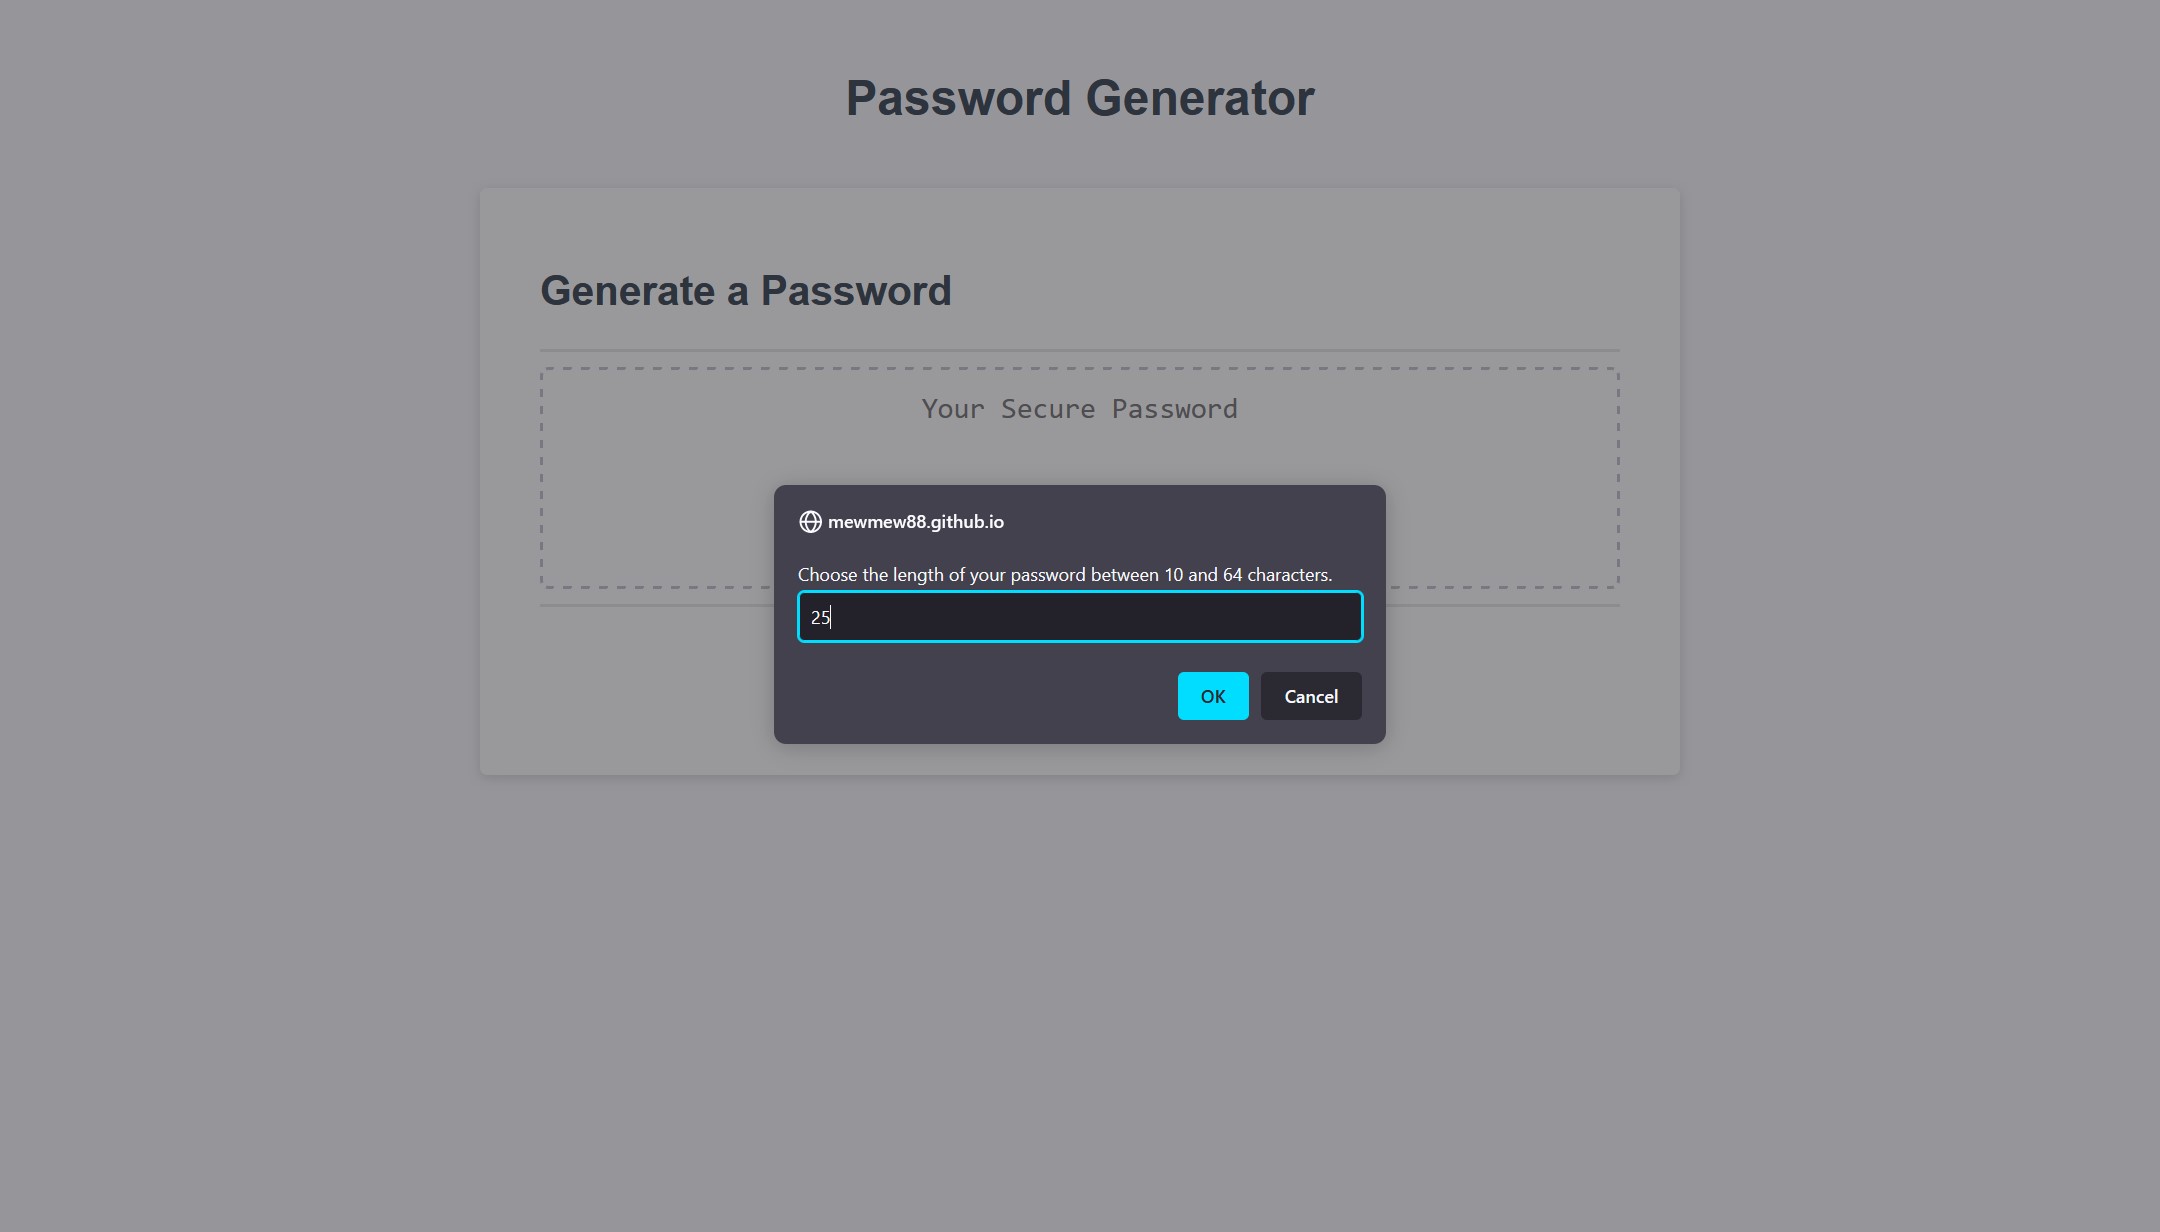 Password Generator
Generate a Password
Your Secure Password
mewmew88.github.io
Choose the length of your password between 10 and 64 characters.
25
OK Cancel